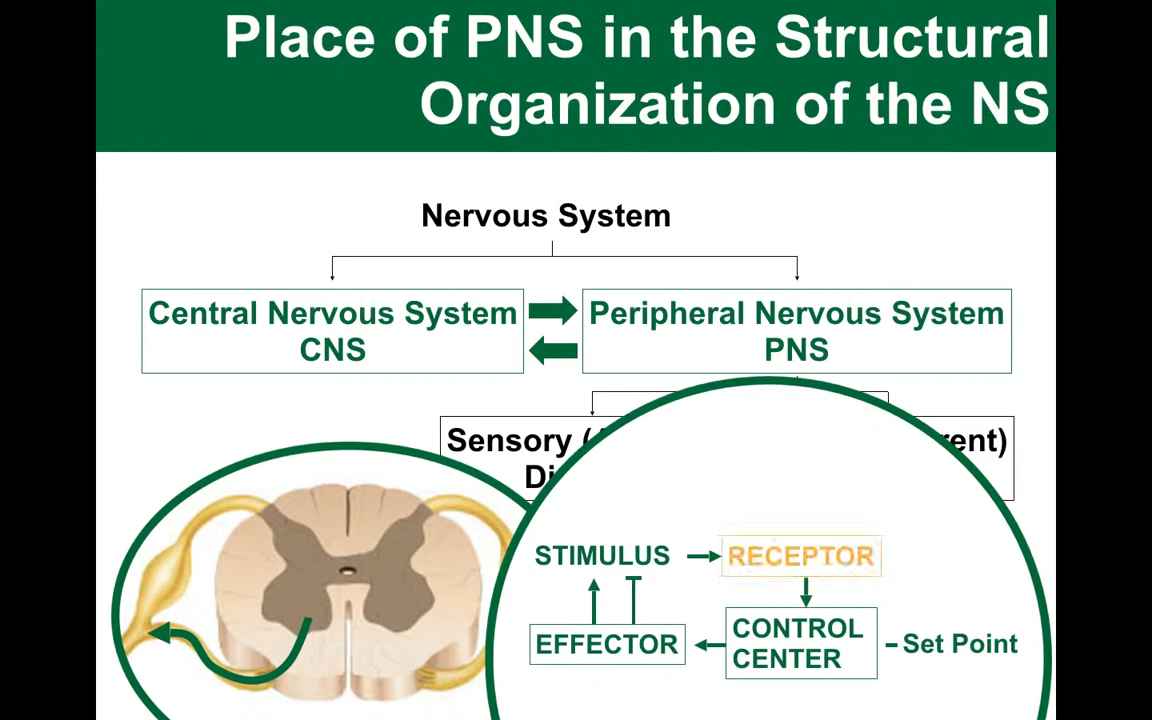 Place of PNS in the Structural
Organization of the NS
Nervous System
Central Nervous System
CNS
Peripheral Nervous System
PNS
Sensory (
rent)
STIMULUS
RECEPTOR
EFFECTOR
CONTROL
CENTER
Set Point